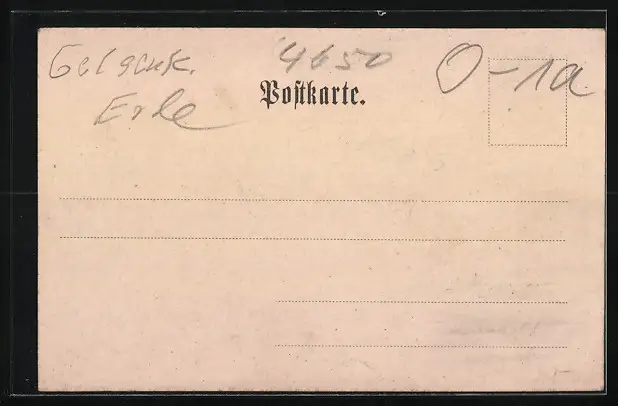 Gelsenk. 4650 0-1a
Erle
Postkarte.